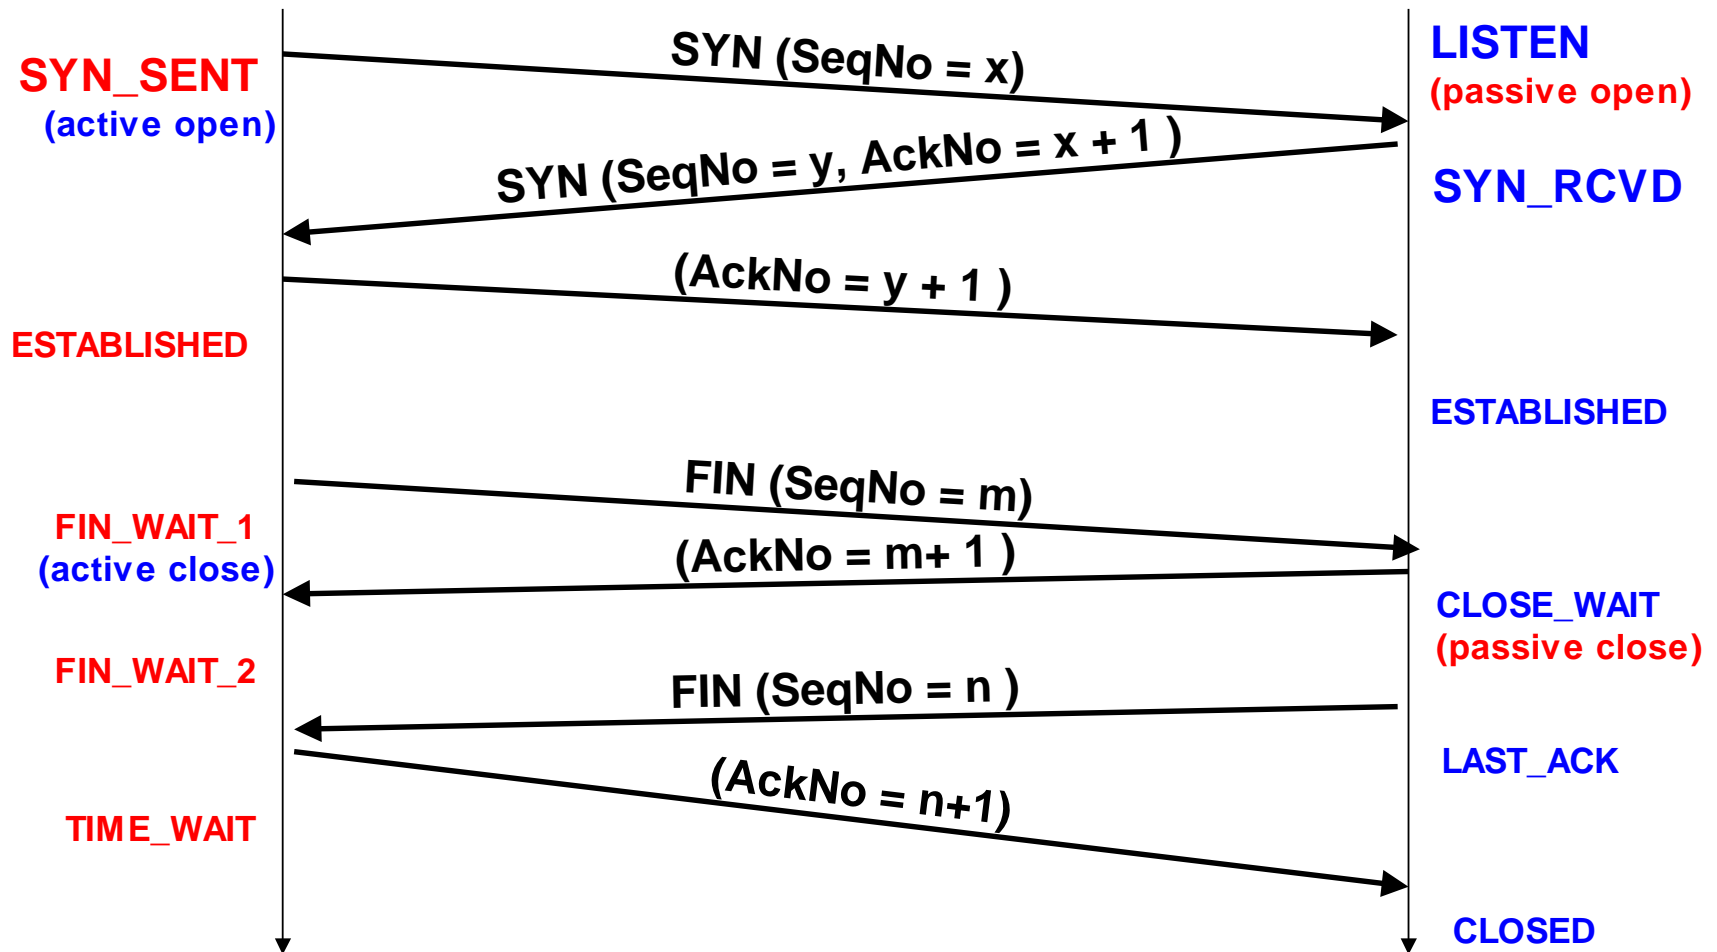 SYN (SeqNo = x)
LISTEN
(passive open)
SYN_SENT
(active open)
SYN (SeqNo = y, AckNo = x + 1 )
SYN_RCVD
(AckNo = y + 1 )
ESTABLISHED
ESTABLISHED
FIN (SeqNo = m)
FIN_WAIT_1
(active close)
(AckNo = m+ 1 )
CLOSE_WAIT
(passive close)
FIN_WAIT_2
FIN (SeqNo = n )
LAST_ACK
(AckNo = n+1)
TIME_WAIT
CLOSED